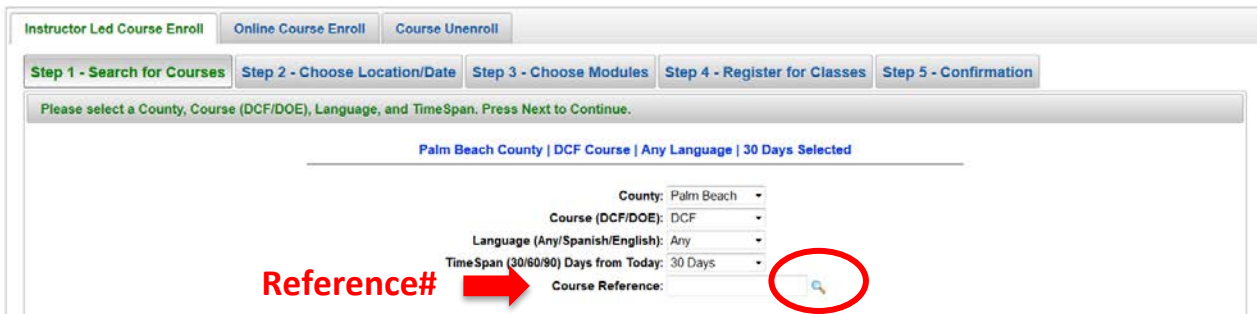 Instructor Led Course Enroll Online Course Enroll Course Unenroll
Step 1 - Search for Courses Step 2 - Choose Location/Date Step 3 - Choose Modules Step 4 - Register for Classes Step 5 - Confirmation
Please select a County, Course (DCF/DOE), Language, and TimeSpan. Press Next to Continue.
Palm Beach County | DCF Course | Any Language | 30 Days Selected
County: Palm Beach
Course (DCF/DOE): DCF
Language (Any/Spanish/English): Any
TimeSpan (30/60/90) Days from Today: 30 Days
Reference# Course Reference: